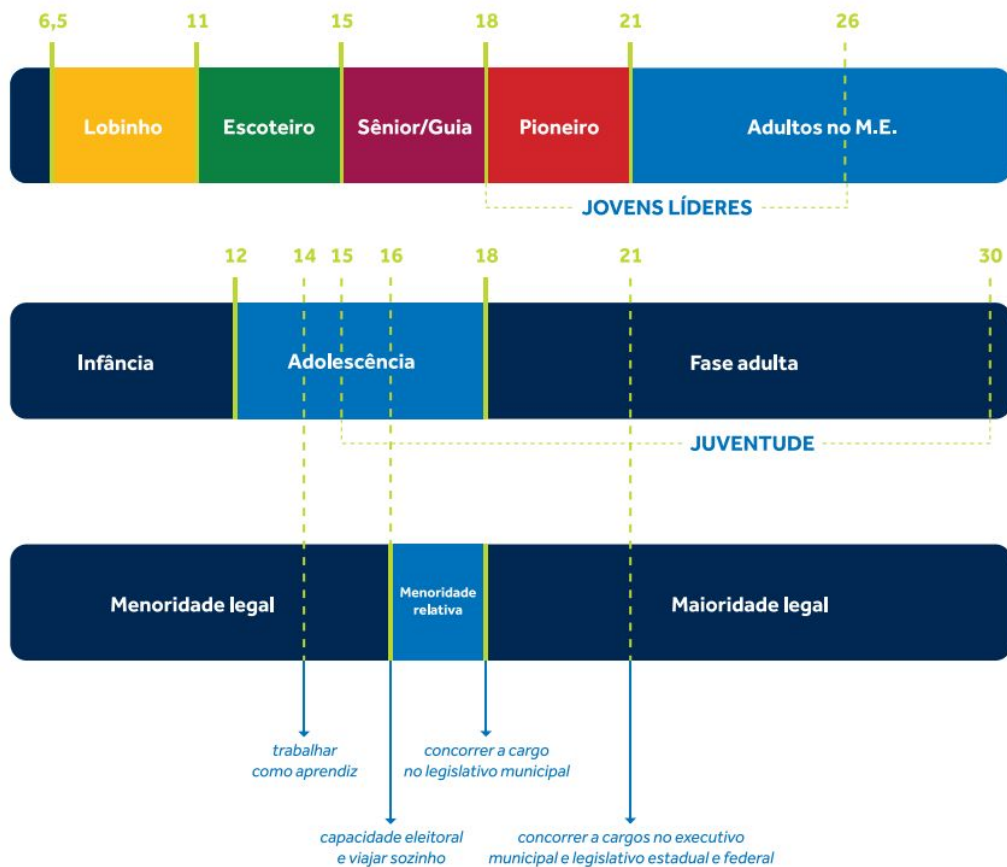 6,5 11 15 18 21 26
Lobinho Escoteiro Sênior/Guia Pioneiro Adultos no M.E.
JOVENS LÍDERES
12 14 15 16 18 21 30
Infância Adolescência Fase adulta
JUVENTUDE
Menoridade legal Menoridade relativa Maioridade legal
trabalhar
como aprendiz
concorrer a cargo
no legislativo municipal
capacidade eleitoral
e viajar sozinho
concorrer a cargos no executivo
municipal e legislativo estadual e federal